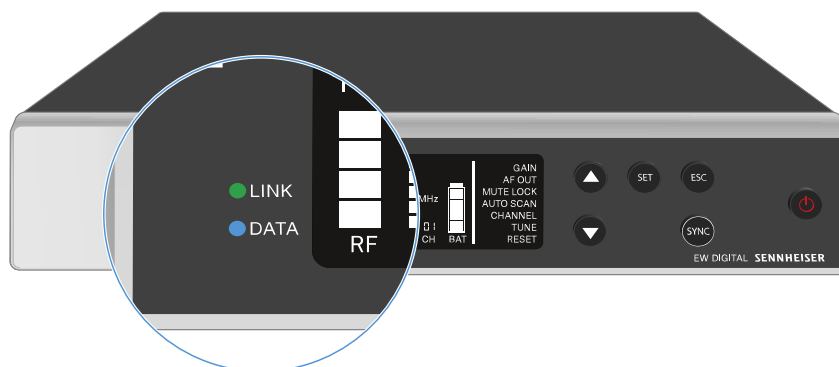 LINK
DATA
RF
MHz
01
CH
BAT
GAIN
AF OUT
MUTE LOCK
AUTO SCAN
CHANNEL
TUNE
RESET
SET
ESC
SYNC
EW DIGITAL SENNHEISER